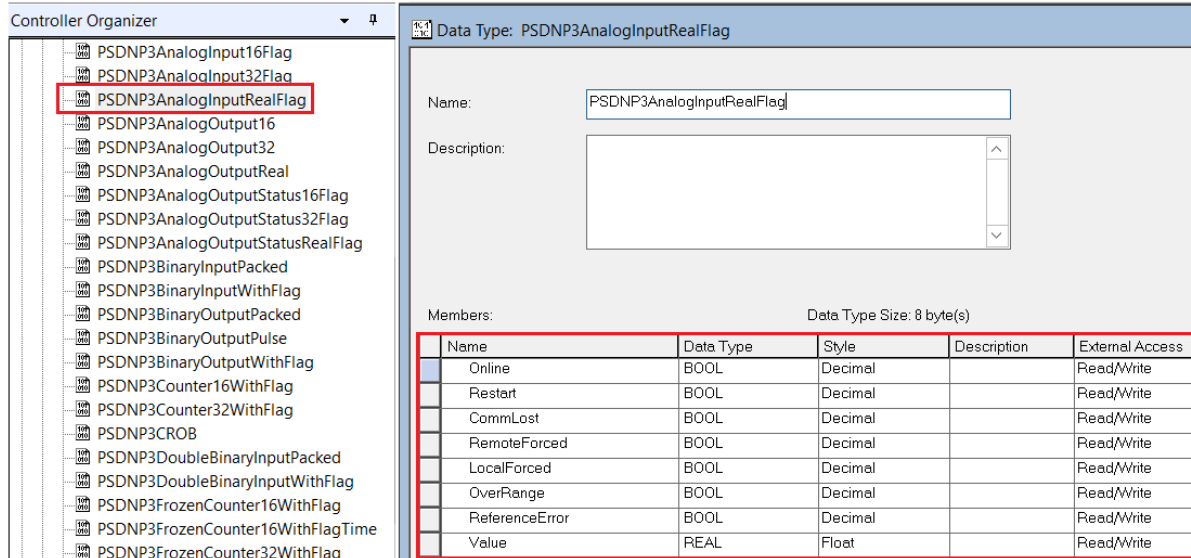 Controller Organizer
PSDNP3AnalogInput16Flag
PSDNP3AnalogInput32Flag
PSDNP3AnalogInputRealFlag
PSDNP3AnalogOutput16
PSDNP3AnalogOutput32
PSDNP3AnalogOutputReal
PSDNP3AnalogOutputStatus16Flag
PSDNP3AnalogOutputStatus32Flag
PSDNP3AnalogOutputStatusRealFlag
PSDNP3BinaryInputPacked
PSDNP3BinaryInputWithFlag
PSDNP3BinaryOutputPacked
PSDNP3BinaryOutputPulse
PSDNP3BinaryOutputWithFlag
PSDNP3Counter16WithFlag
PSDNP3Counter32WithFlag
PSDNP3CROB
PSDNP3DoubleBinaryInputPacked
PSDNP3DoubleBinaryInputWithFlag
PSDNP3FrozenCounter16WithFlag
PSDNP3FrozenCounter16WithFlagTime
PSDNP3FrozenCounter32WithFlag
Data Type: PSDNP3AnalogInputRealFlag
Name: PSDNP3AnalogInputRealFlag
Description:
Members: Data Type Size: 8 byte(s)
Name Data Type Style Description External Access
Online BOOL Decimal Read/Write
Restart BOOL Decimal Read/Write
CommLost BOOL Decimal Read/Write
RemoteForced BOOL Decimal Read/Write
LocalForced BOOL Decimal Read/Write
OverRange BOOL Decimal Read/Write
ReferenceError BOOL Decimal Read/Write
Value REAL Float Read/Write